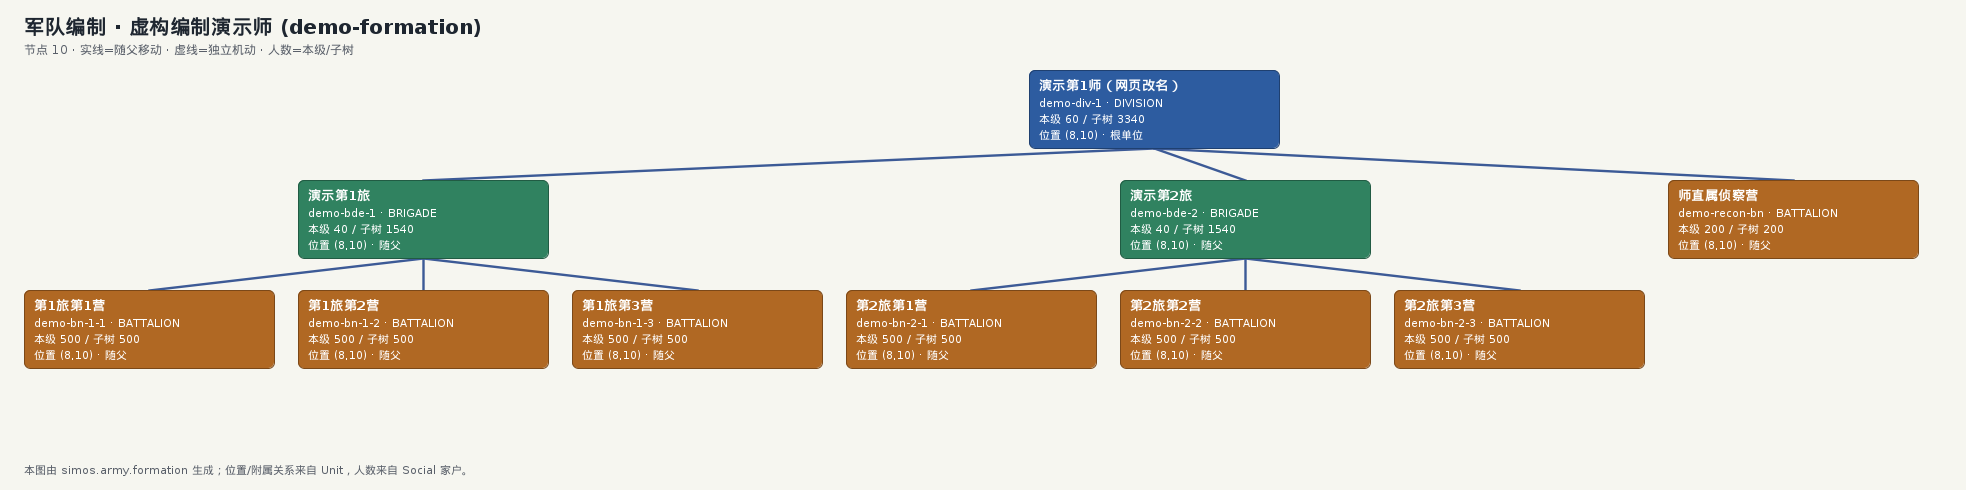 军队编制 · 虚构编制演示师 (demo-formation)
节点 10 · 实线=随父移动 · 虚线=独立机动 · 人数=本级/子树
演示第1师（网页改名）
demo-div-1 · DIVISION
本级 60 / 子树 3340
位置 (8,10) · 根单位
演示第1旅
demo-bde-1 · BRIGADE
本级 40 / 子树 1540
位置 (8,10) · 随父
演示第2旅
demo-bde-2 · BRIGADE
本级 40 / 子树 1540
位置 (8,10) · 随父
师直属侦察营
demo-recon-bn · BATTALION
本级 200 / 子树 200
位置 (8,10) · 随父
第1旅第1营
demo-bn-1-1 · BATTALION
本级 500 / 子树 500
位置 (8,10) · 随父
第1旅第2营
demo-bn-1-2 · BATTALION
本级 500 / 子树 500
位置 (8,10) · 随父
第1旅第3营
demo-bn-1-3 · BATTALION
本级 500 / 子树 500
位置 (8,10) · 随父
第2旅第1营
demo-bn-2-1 · BATTALION
本级 500 / 子树 500
位置 (8,10) · 随父
第2旅第2营
demo-bn-2-2 · BATTALION
本级 500 / 子树 500
位置 (8,10) · 随父
第2旅第3营
demo-bn-2-3 · BATTALION
本级 500 / 子树 500
位置 (8,10) · 随父
本图由 simos.army.formation 生成；位置/附属关系来自 Unit，人数来自 Social 家户。